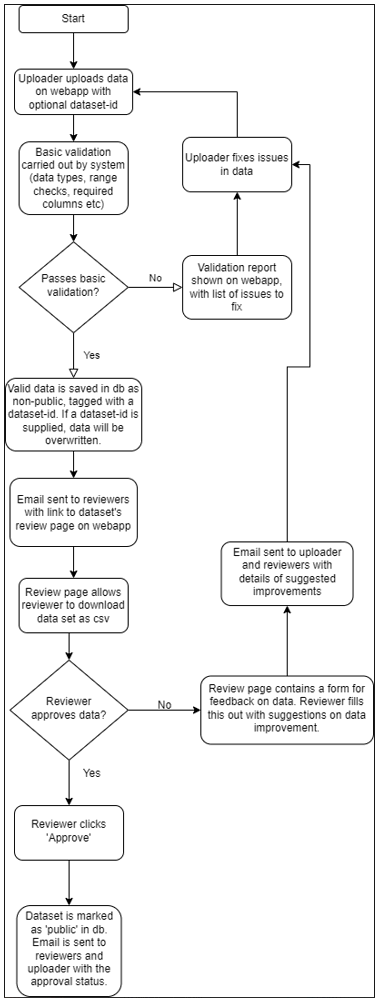 Start
Uploader uploads data
on webapp with
optional dataset-id
Basic validation
carried out by system
(data types, range
checks, required
columns etc)
Uploader fixes issues
in data
Passes basic
validation?
No
Validation report
shown on webapp,
with list of issues to
fix
Yes
Valid data is saved in db as
non-public, tagged with a
dataset-id. If a dataset-id is
supplied, data will be
overwritten.
Email sent to reviewers
with link to dataset's
review page on webapp
Email sent to uploader
and reviewers with
details of suggested
improvements
Review page allows
reviewer to download
data set as csv
Reviewer
approves data?
No
Review page contains a form for
feedback on data. Reviewer fills
this out with suggestions on data
improvement.
Yes
Reviewer clicks
'Approve'
Dataset is marked
as 'public' in db.
Email is sent to
reviewers and
uploader with the
approval status.